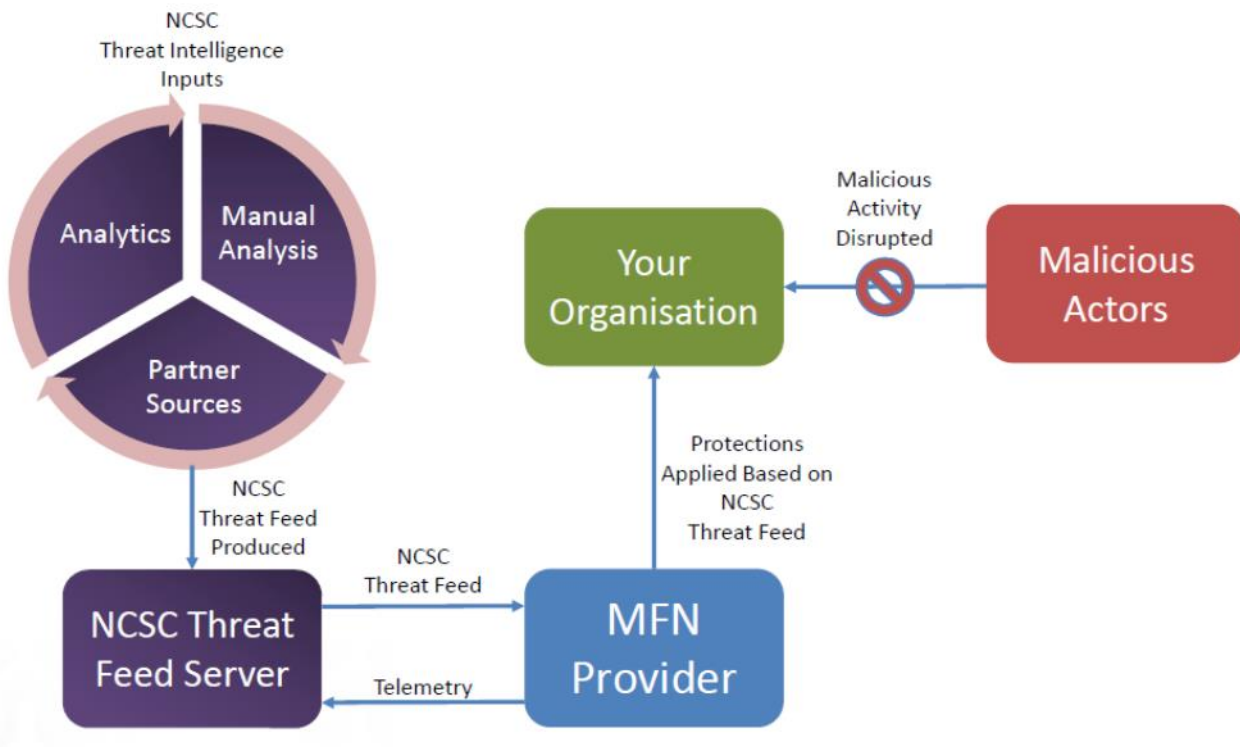 NCSC
Threat Intelligence
Inputs
Analytics
Manual
Analysis
Partner
Sources
NCSC
Threat Feed
Produced
NCSC Threat
Feed Server
NCSC
Threat Feed
Telemetry
MFN
Provider
Protections
Applied Based on
NCSC
Threat Feed
Your
Organisation
Malicious
Activity
Disrupted
Malicious
Actors